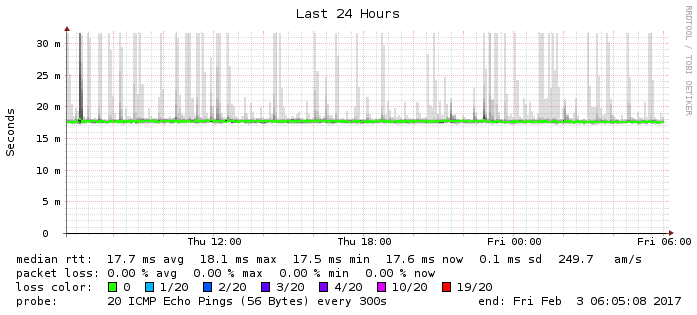 Last 24 Hours
RRDTOOL / TOBI OETIKER
Seconds
30 m
25 m
20 m
15 m
10 m
5 m
0
Thu 12:00 Thu 18:00 Fri 00:00 Fri 06:00
median rtt: 17.7 ms avg 18.1 ms max 17.5 ms min 17.6 ms now 0.1 ms sd 249.7 am/s
packet loss: 0.00 % avg 0.00 % max 0.00 % min 0.00 % now
loss color: 0 1/20 2/20 3/20 4/20 10/20 19/20
probe: 20 ICMP Echo Pings (56 Bytes) every 300s end: Fri Feb 3 06:05:08 2017